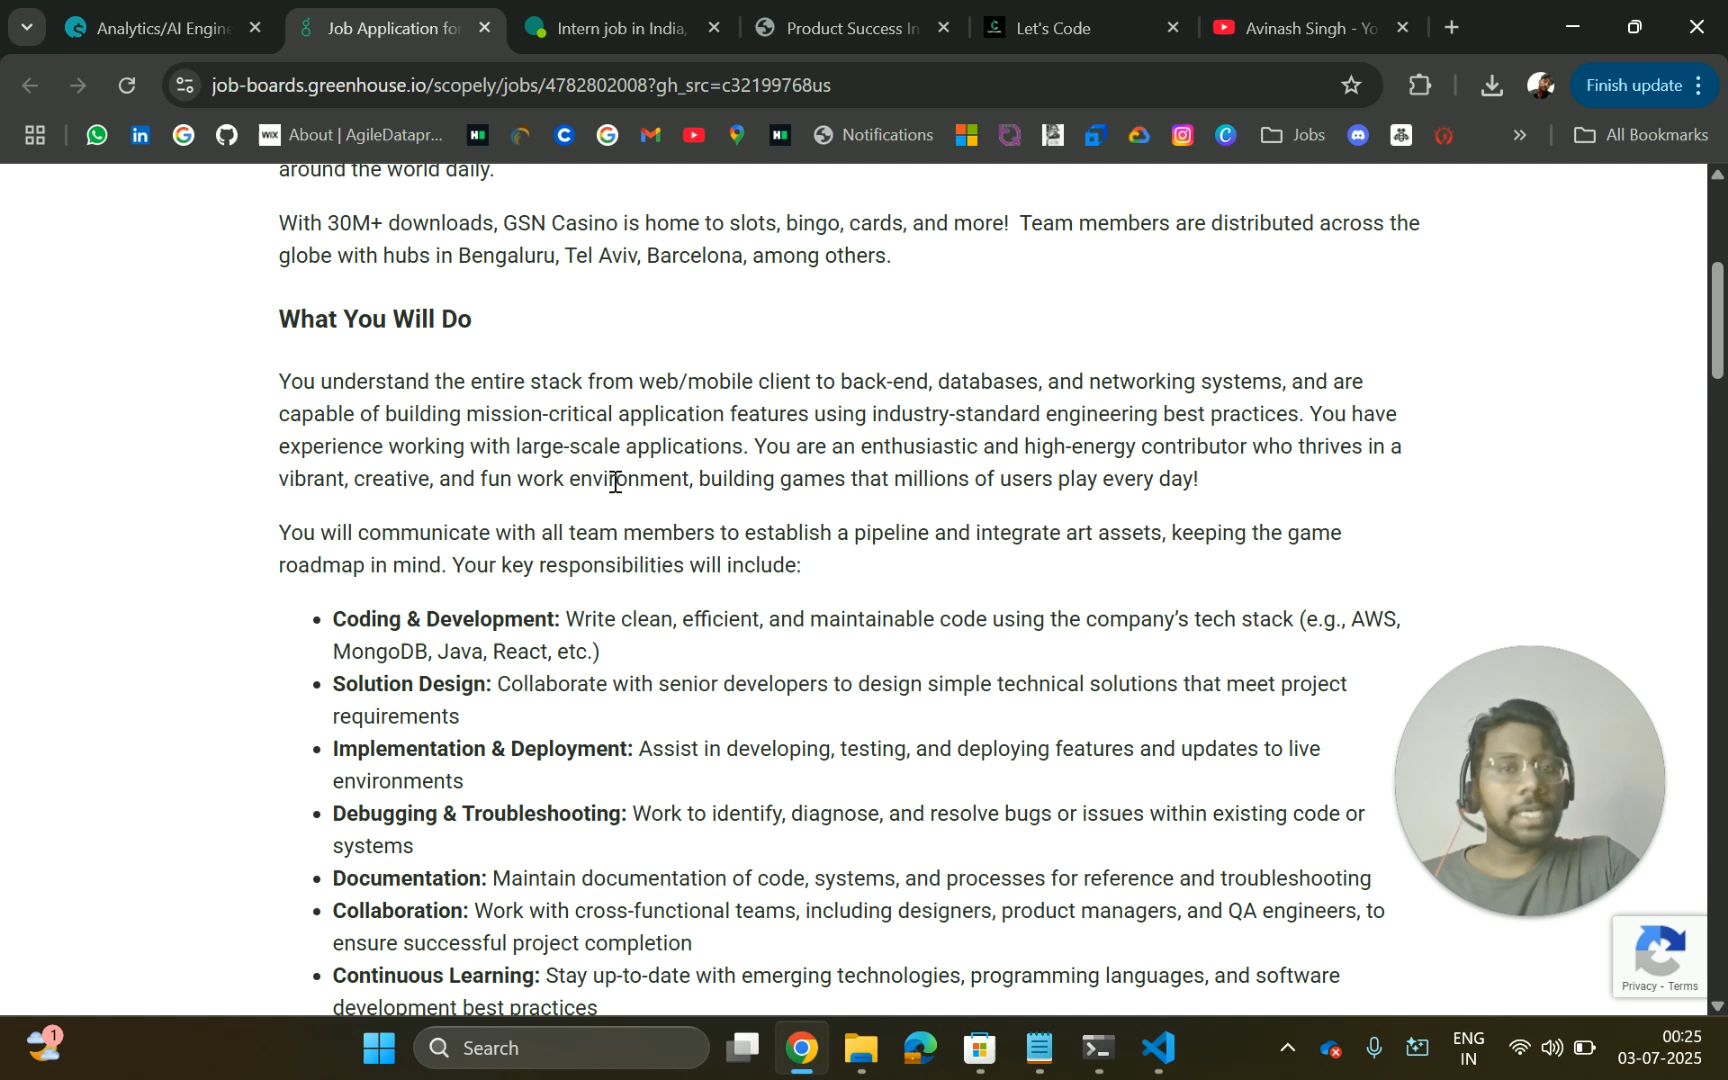 Analytics/AI Engine
Job Application for
Intern job in India,
Product Success In
Let's Code
Avinash Singh - Yo
job-boards.greenhouse.io/scopely/jobs/4782802008?gh_src=c32199768us
Finish update
WIX About | AgileDatapr...
Notifications
Jobs
All Bookmarks
around the world daily.
With 30M+ downloads, GSN Casino is home to slots, bingo, cards, and more! Team members are distributed across the
globe with hubs in Bengaluru, Tel Aviv, Barcelona, among others.
What You Will Do
You understand the entire stack from web/mobile client to back-end, databases, and networking systems, and are
capable of building mission-critical application features using industry-standard engineering best practices. You have
experience working with large-scale applications. You are an enthusiastic and high-energy contributor who thrives in a
vibrant, creative, and fun work environment, building games that millions of users play every day!
You will communicate with all team members to establish a pipeline and integrate art assets, keeping the game
roadmap in mind. Your key responsibilities will include:
• Coding & Development: Write clean, efficient, and maintainable code using the company’s tech stack (e.g., AWS,
MongoDB, Java, React, etc.)
• Solution Design: Collaborate with senior developers to design simple technical solutions that meet project
requirements
• Implementation & Deployment: Assist in developing, testing, and deploying features and updates to live
environments
• Debugging & Troubleshooting: Work to identify, diagnose, and resolve bugs or issues within existing code or
systems
• Documentation: Maintain documentation of code, systems, and processes for reference and troubleshooting
• Collaboration: Work with cross-functional teams, including designers, product managers, and QA engineers, to
ensure successful project completion
• Continuous Learning: Stay up-to-date with emerging technologies, programming languages, and software
development best practices
Privacy - Terms
1
Search
ENG
IN
00:25
03-07-2025